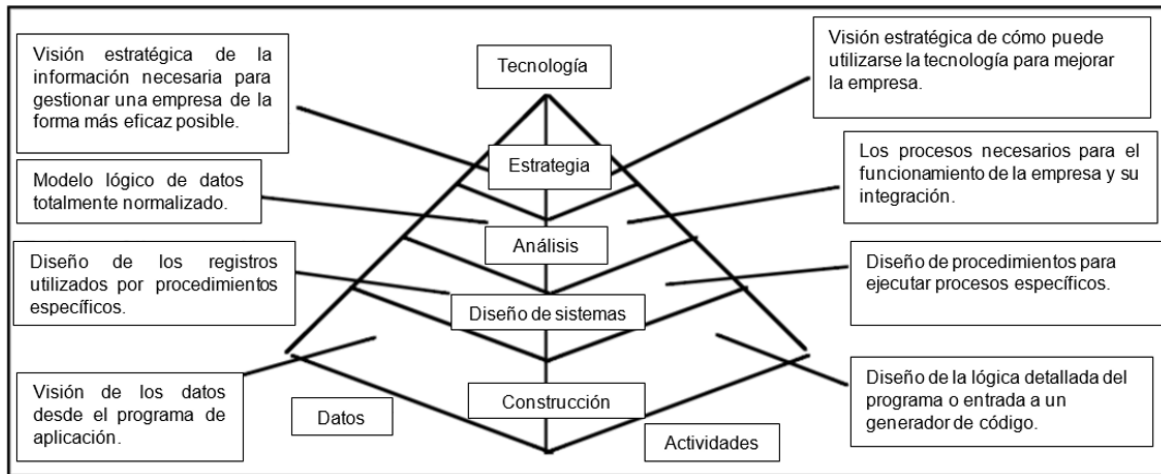 Visión estratégica de la
información necesaria para
gestionar una empresa de la
forma más eficaz posible.
Tecnología
Visión estratégica de cómo puede
utilizarse la tecnología para mejorar
la empresa.
Modelo lógico de datos
totalmente normalizado.
Estrategia
Los procesos necesarios para el
funcionamiento de la empresa y su
integración.
Diseño de los registros
utilizados por procedimientos
específicos.
Análisis
Diseño de procedimientos para
ejecutar procesos específicos.
Diseño de sistemas
Visión de los datos
desde el programa de
aplicación.
Datos
Construcción
Actividades
Diseño de la lógica detallada del
programa o entrada a un
generador de código.